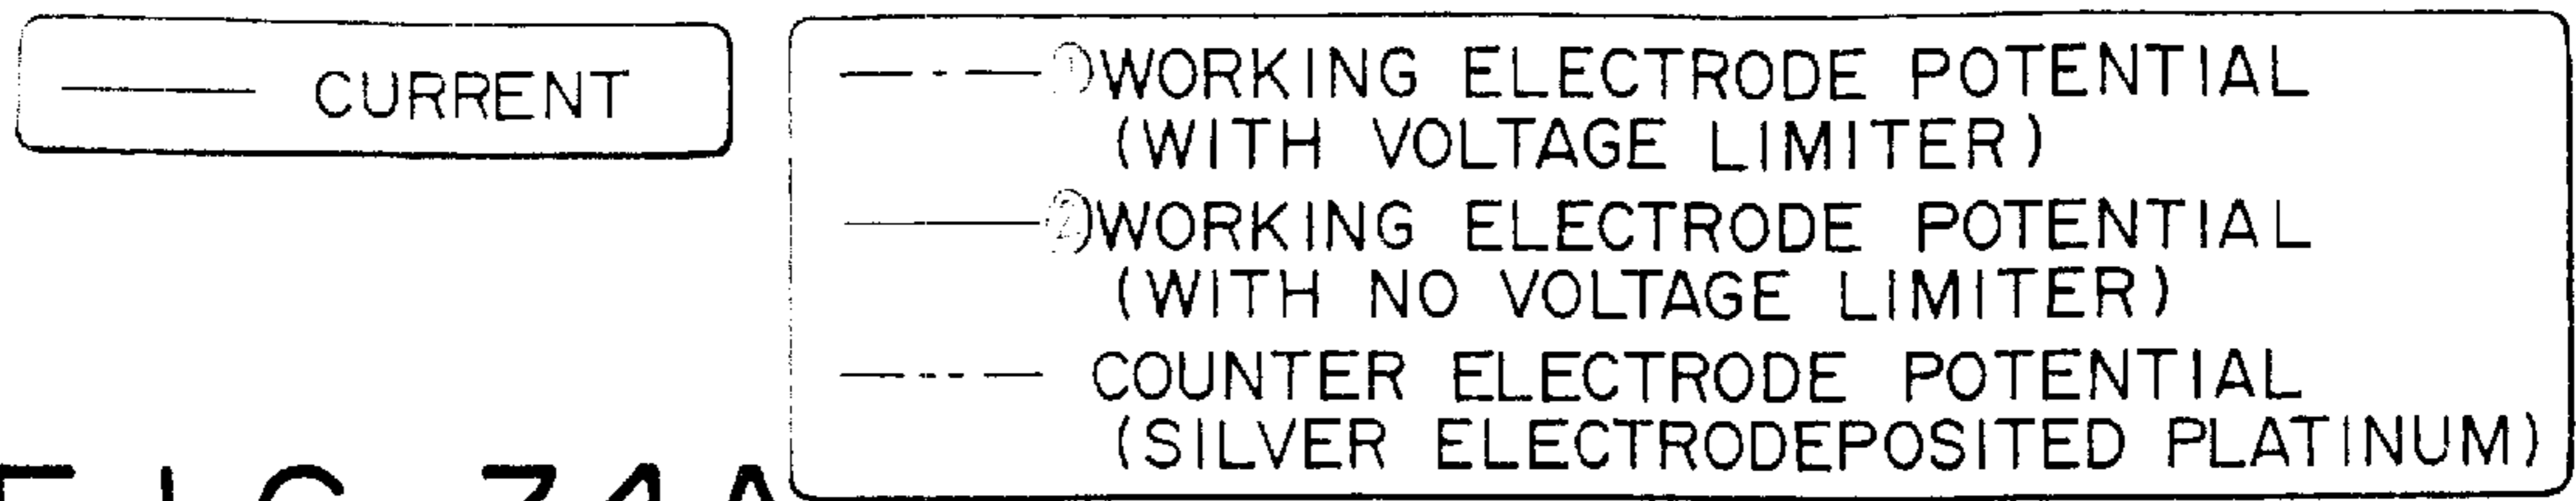 CURRENT
①WORKING ELECTRODE POTENTIAL
(WITH VOLTAGE LIMITER)
②WORKING ELECTRODE POTENTIAL
(WITH NO VOLTAGE LIMITER)
COUNTER ELECTRODE POTENTIAL
(SILVER ELECTRODEPOSITED PLATINUM)